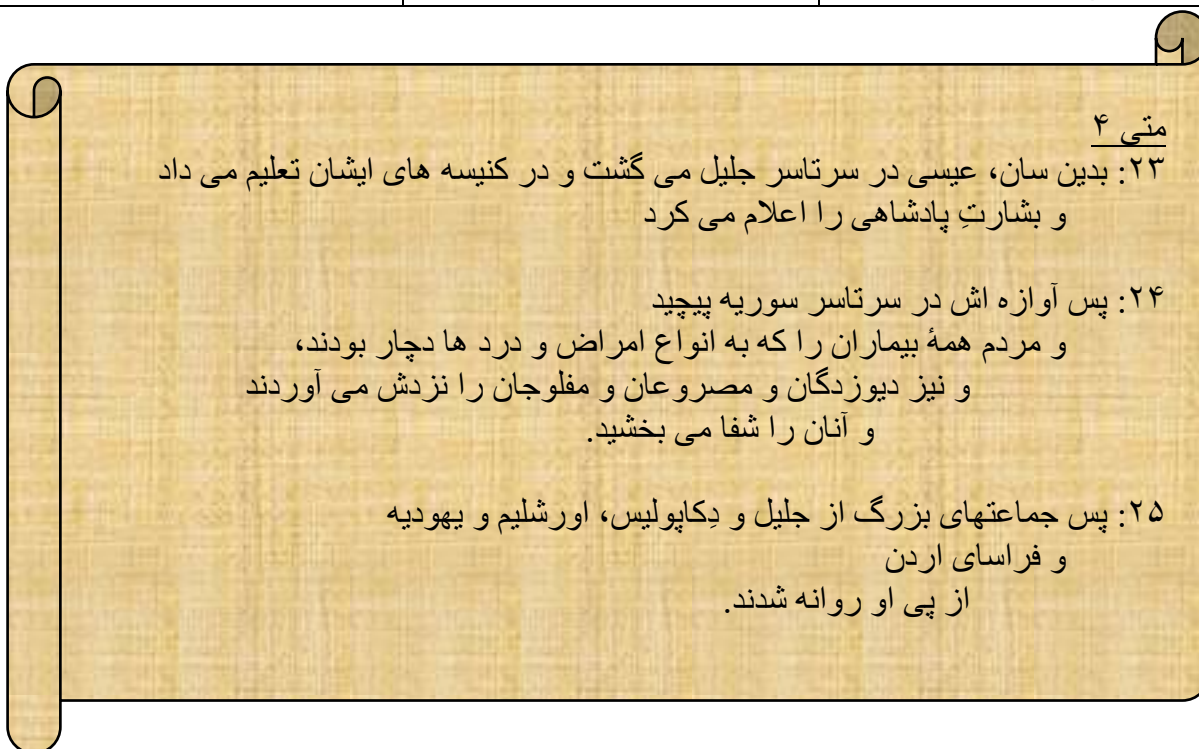 متی ۴
۲۳: بدین سان، عیسی در سرتاسر جلیل می گشت و در کنیسه های ایشان تعلیم می داد
و بشارتِ پادشاهی را اعلام می کرد
۲۴: پس آوازه اش در سرتاسر سوریه پیچید
و مردم همهٔ بیماران را که به انواع امراض و درد ها دچار بودند،
و نیز دیوزدگان و مصروعان و مفلوجان را نزدش می آوردند
و آنان را شفا می بخشید.
۲۵: پس جماعتهای بزرگ از جلیل و دِکاپولیس، اورشلیم و یهودیه
و فراسای اردن
از پی او روانه شدند.